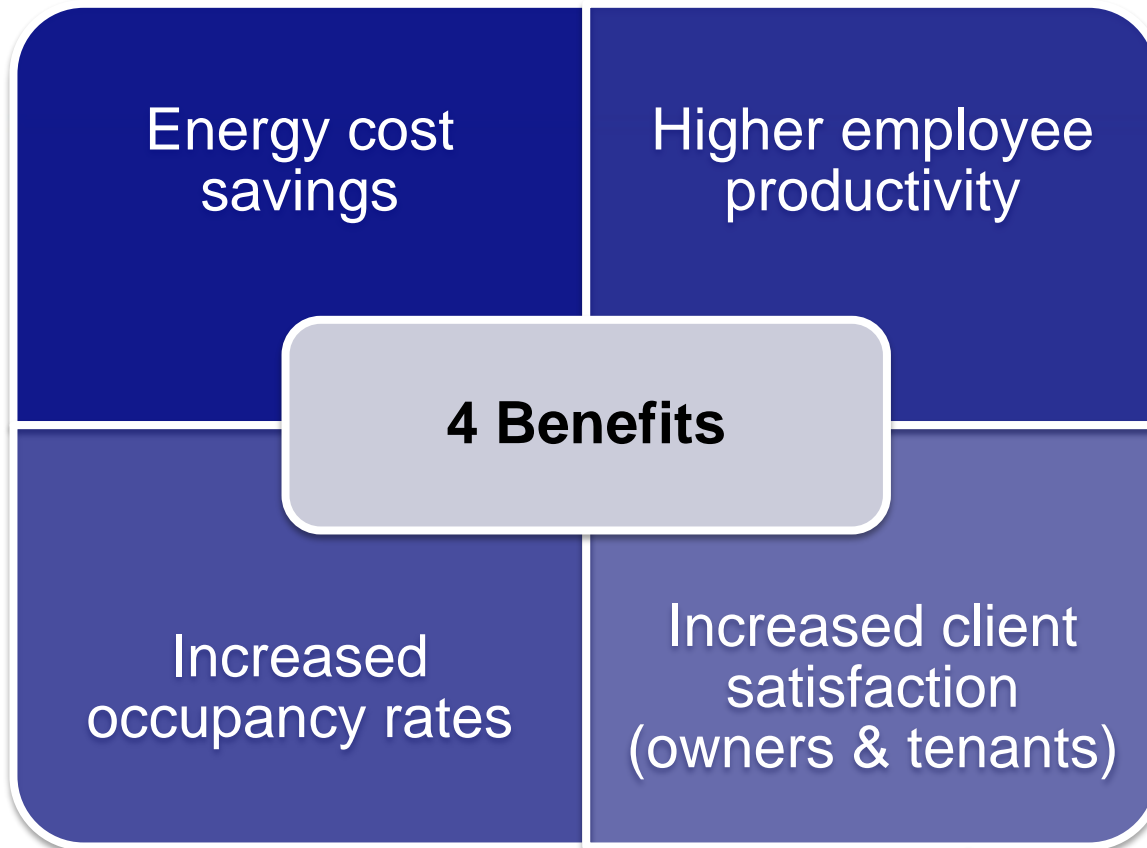 Energy cost
savings
Higher employee
productivity
4 Benefits
Increased
occupancy rates
Increased client
satisfaction
(owners & tenants)